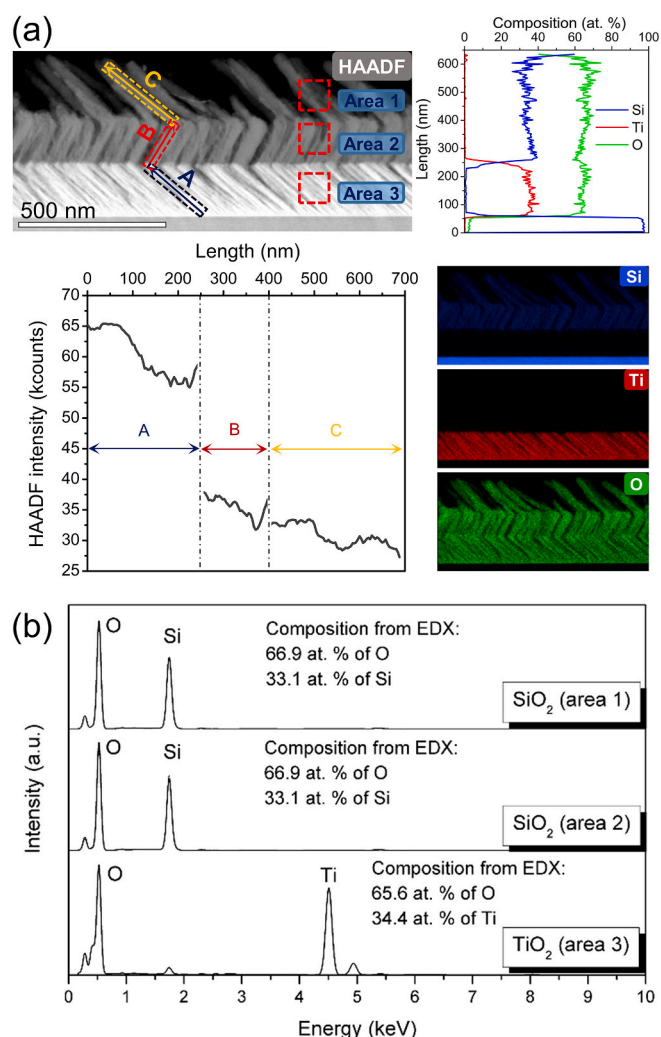 (a)
HAADF
C
B
A
Area 1
Area 2
Area 3
500 nm
Composition (at. %)
0 20 40 60 80 100
600
500
400
300
200
100
0
Length (nm)
Si
Ti
O
Length (nm)
0 100 200 300 400 500 600 700
70
65
60
55
50
45
40
35
30
25
HAADF intensity (kcounts)
A
B
C
Si
Ti
O
(b)
O
Si
Composition from EDX:
66.9 at. % of O
33.1 at. % of Si
SiO₂ (area 1)
O
Si
Composition from EDX:
66.9 at. % of O
33.1 at. % of Si
SiO₂ (area 2)
O
Ti
Composition from EDX:
65.6 at. % of O
34.4 at. % of Ti
TiO₂ (area 3)
Intensity (a.u.)
0 1 2 3 4 5 6 7 8 9 10
Energy (keV)